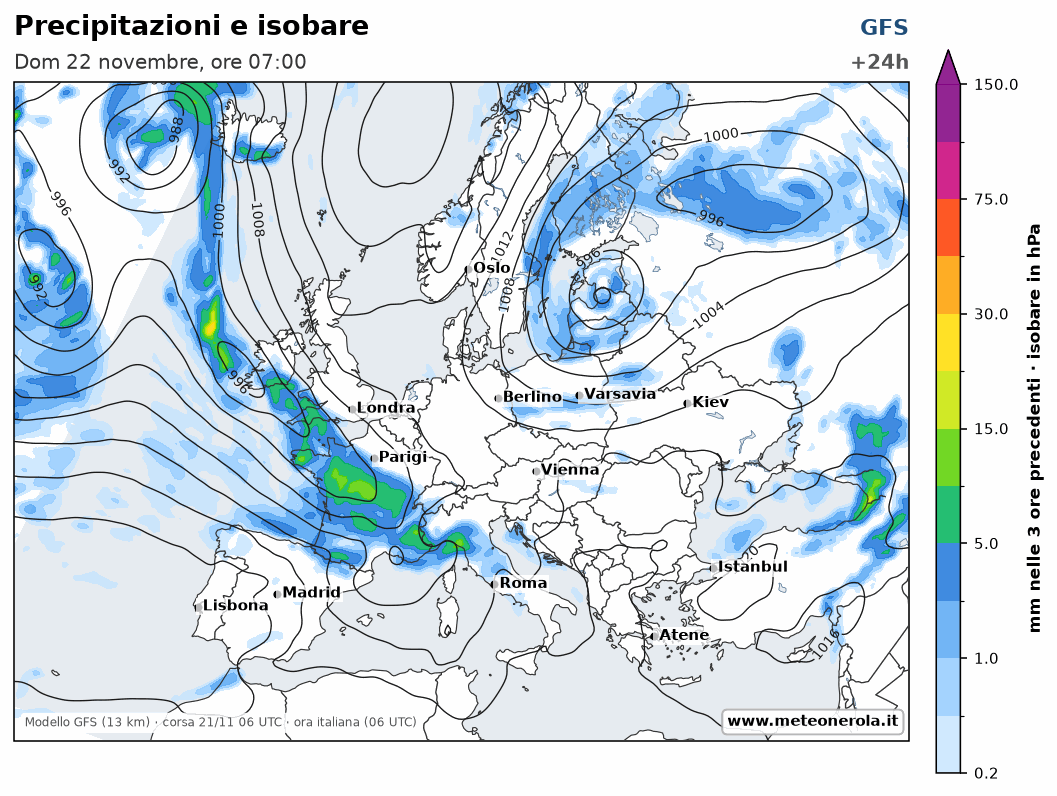 Precipitazioni e isobare
GFS
Dom 22 novembre, ore 07:00
+24h
150.0
75.0
30.0
15.0
5.0
1.0
0.2
mm nelle 3 ore precedenti · isobare in hPa
988
992
996
992
1000
1008
996
1012
1008
996
1000
996
1004
1016
Oslo
Londra
Berlino
Varsavia
Kiev
Parigi
Vienna
Istanbul
Roma
Madrid
Lisbona
Atene
Modello GFS (13 km) · corsa 21/11 06 UTC · ora italiana (06 UTC)
www.meteonerola.it